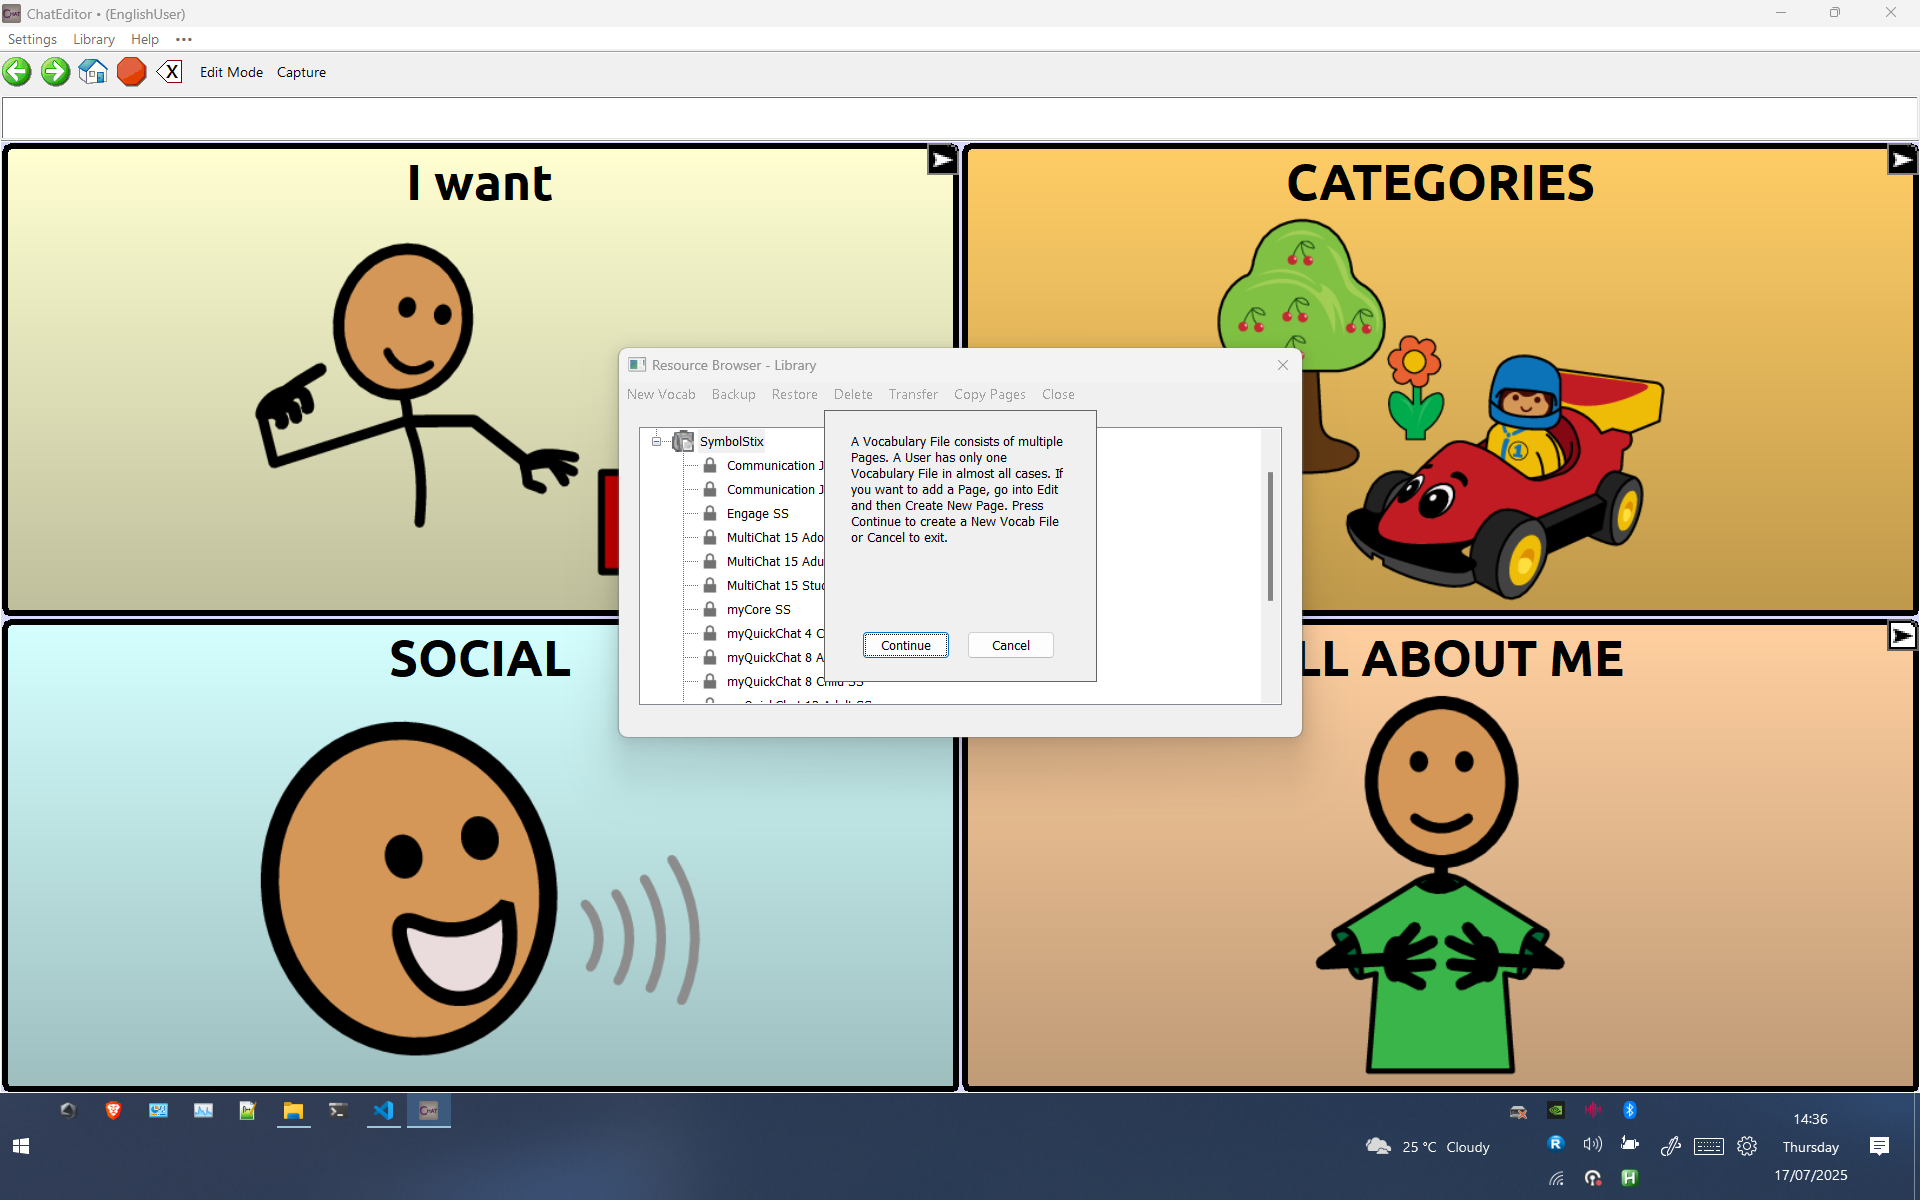 ChatEditor • (EnglishUser)
Settings Library Help •••
X Edit Mode Capture
I want
CATEGORIES
Resource Browser - Library
New Vocab Backup Restore Delete Transfer Copy Pages Close
SymbolStix
Communication J
Communication J
Engage SS
MultiChat 15 Ado
MultiChat 15 Adu
MultiChat 15 Stud
myCore SS
myQuickChat 4 C
myQuickChat 8 A
myQuickChat 8 Child SS
A Vocabulary File consists of multiple
Pages. A User has only one
Vocabulary File in almost all cases. If
you want to add a Page, go into Edit
and then Create New Page. Press
Continue to create a New Vocab File
or Cancel to exit.
Continue Cancel
1
SOCIAL
LL ABOUT ME
CHAT
25 °C Cloudy
R
H
14:36
Thursday
17/07/2025